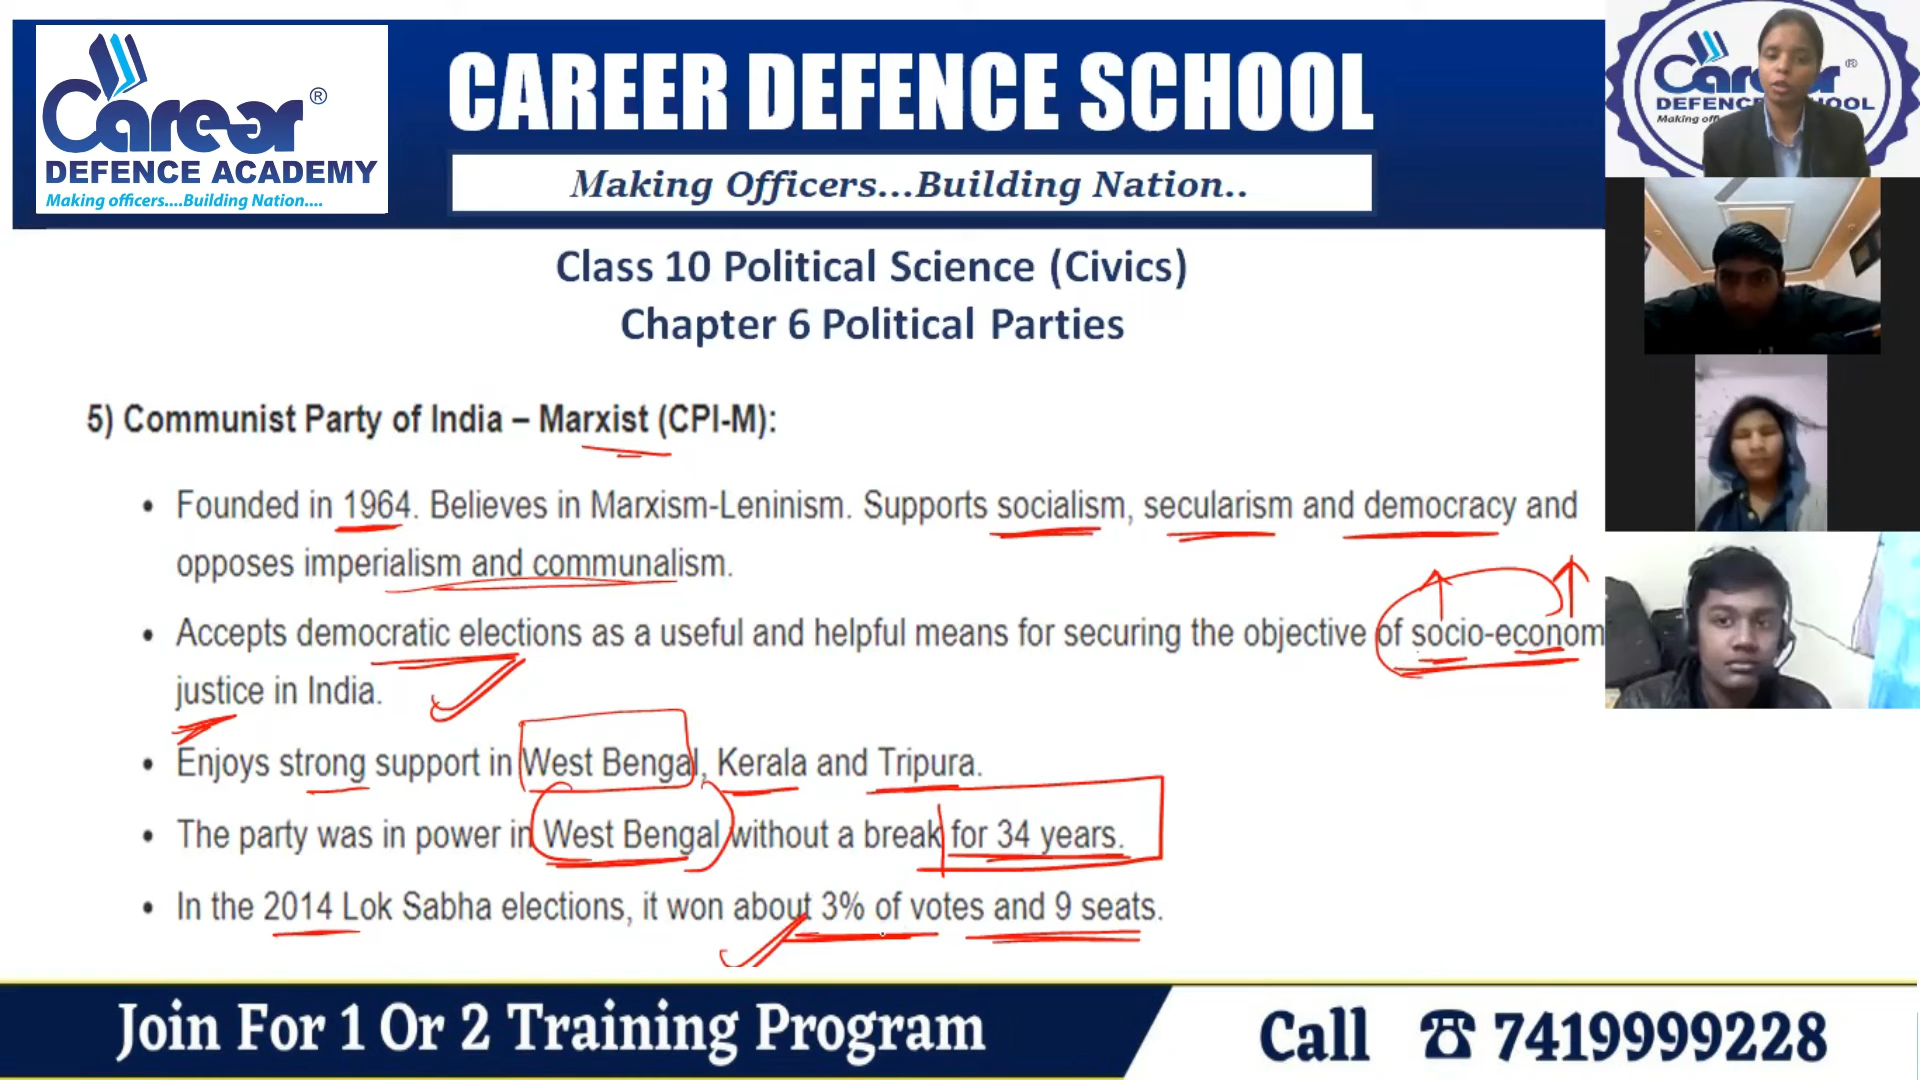 Career®
DEFENCE ACADEMY
Making officers....Building Nation....
CAREER DEFENCE SCHOOL
Making Officers...Building Nation..
Career®
DEFENCE SCHOOL
Making off
Class 10 Political Science (Civics)
Chapter 6 Political Parties
5) Communist Party of India – Marxist (CPI-M):
• Founded in 1964. Believes in Marxism-Leninism. Supports socialism, secularism and democracy and
opposes imperialism and communalism.
• Accepts democratic elections as a useful and helpful means for securing the objective of socio-econom
justice in India.
• Enjoys strong support in West Bengal, Kerala and Tripura.
• The party was in power in West Bengal without a break for 34 years.
• In the 2014 Lok Sabha elections, it won about 3% of votes and 9 seats.
Join For 1 Or 2 Training Program
Call ☎ 7419999228